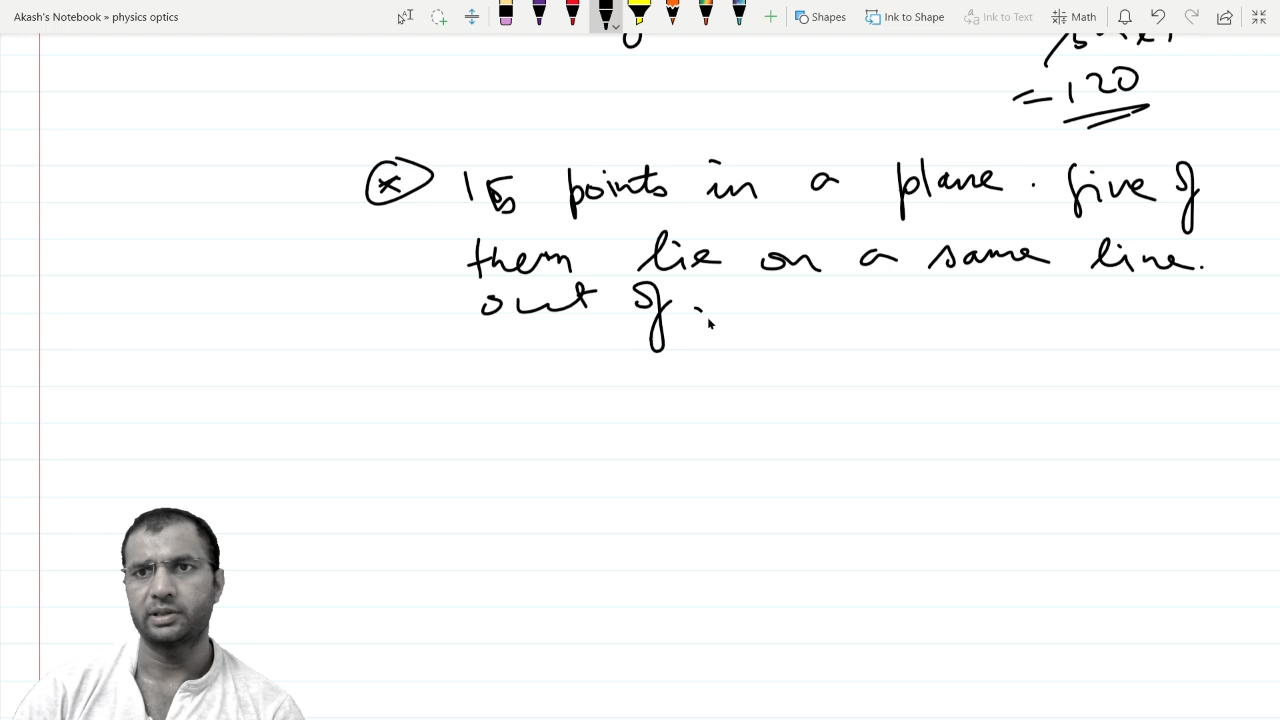 Akash's Notebook » physics optics
Shapes
Ink to Shape
Ink to Text
Math
= 120
15 points in a plane. five of
them lie on a same line.
out of